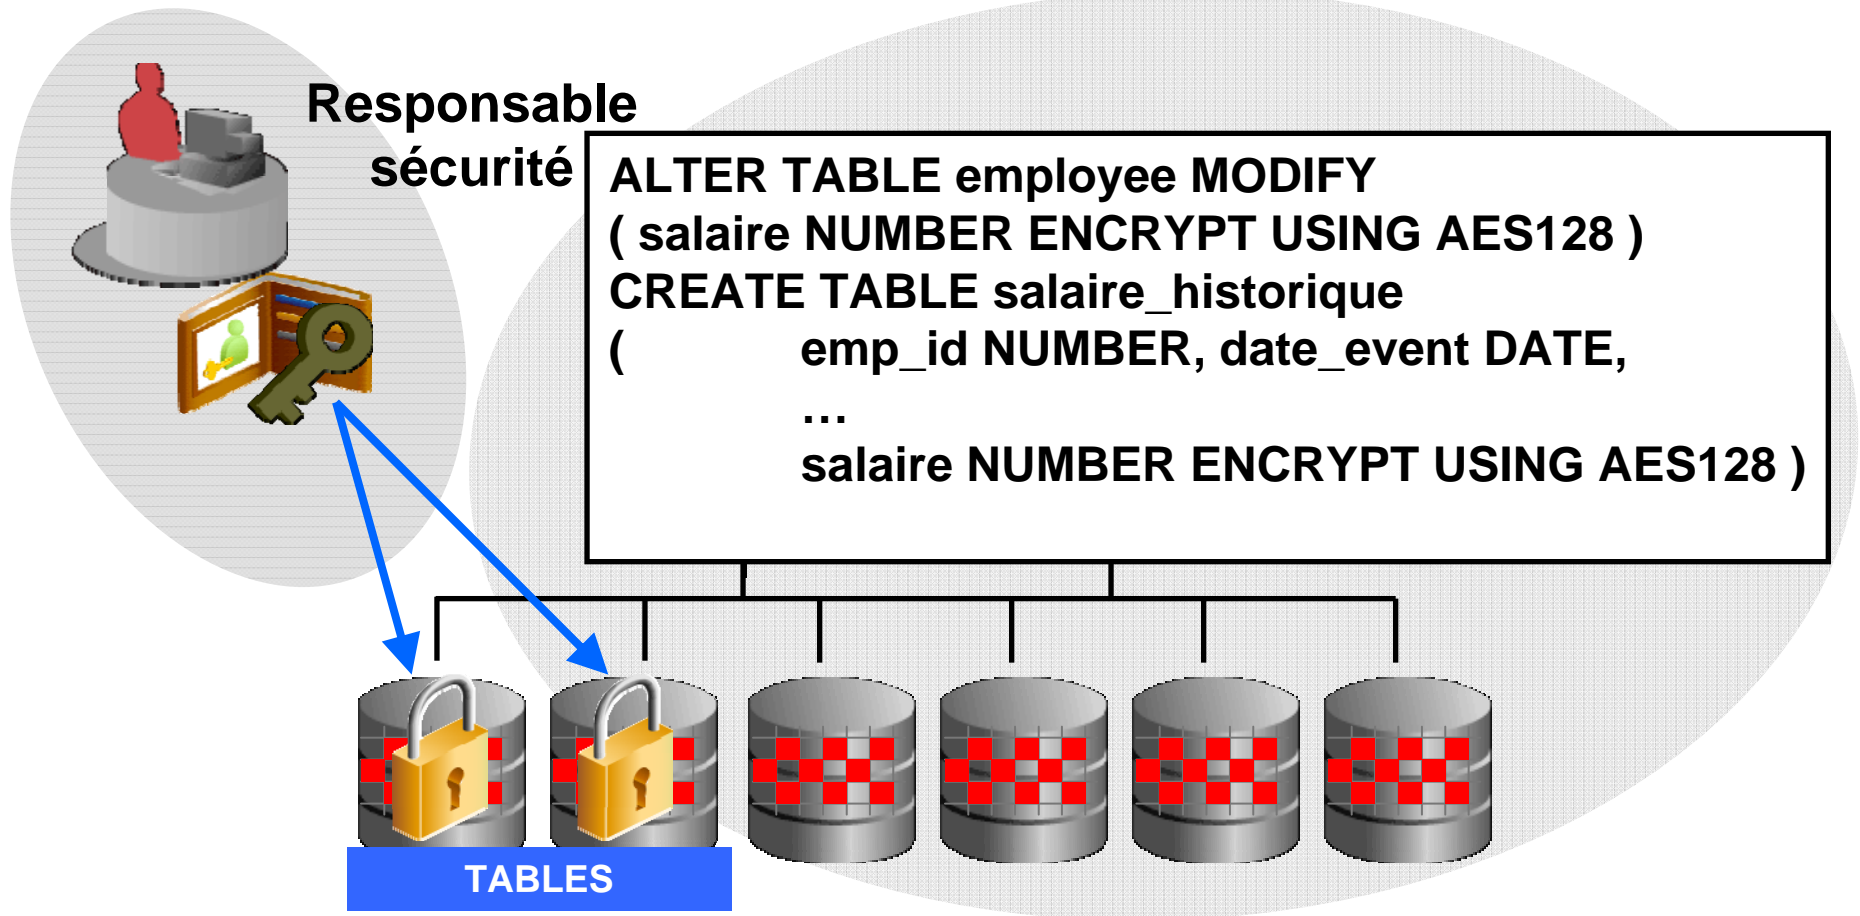 Responsable
sécurité
ALTER TABLE employee MODIFY
( salaire NUMBER ENCRYPT USING AES128 )
CREATE TABLE salaire_historique
( emp_id NUMBER, date_event DATE,
…
salaire NUMBER ENCRYPT USING AES128 )
TABLES